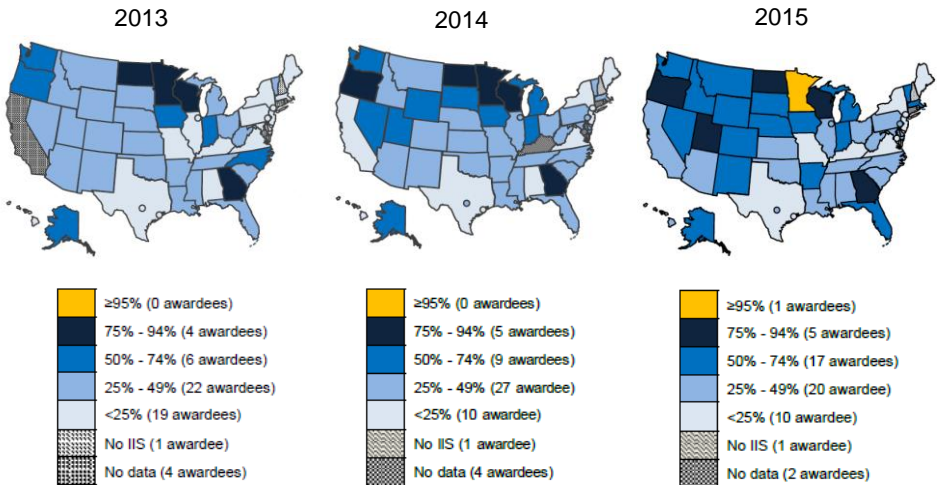 2013
2014
2015
≥95% (0 awardees)
75% - 94% (4 awardees)
50% - 74% (6 awardees)
25% - 49% (22 awardees)
<25% (19 awardees)
No IIS (1 awardee)
No data (4 awardees)
≥95% (0 awardees)
75% - 94% (5 awardees)
50% - 74% (9 awardees)
25% - 49% (27 awardee)
<25% (10 awardee)
No IIS (1 awardee)
No data (4 awardees)
≥95% (1 awardees)
75% - 94% (5 awardees)
50% - 74% (17 awardees)
25% - 49% (20 awardee)
<25% (10 awardee)
No IIS (1 awardee)
No data (2 awardees)